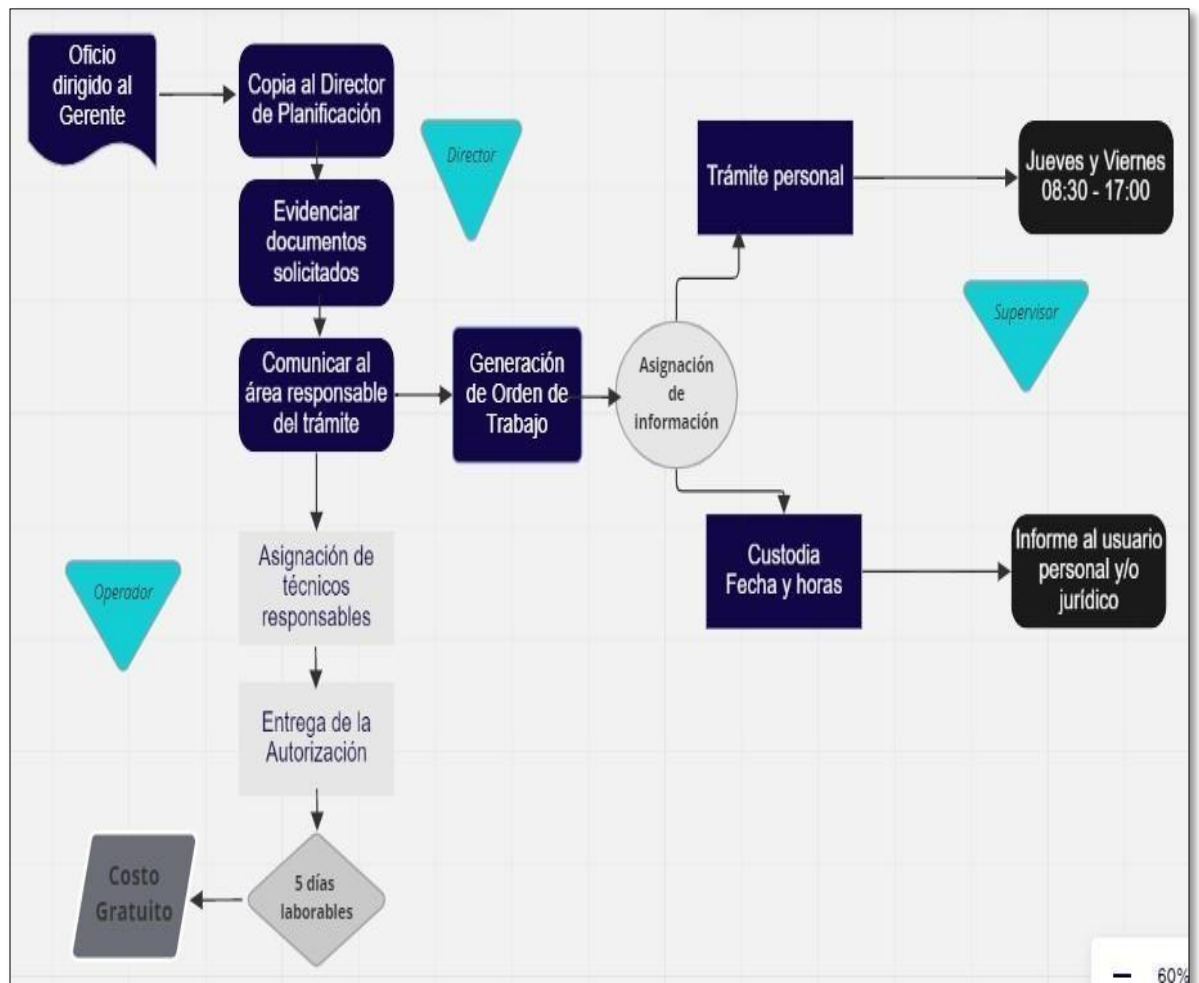 Oficio
dirigido al
Gerente
Copia al Director
de Planificación
Director
Evidenciar
documentos
solicitados
Comunicar al
área responsable
del trámite
Generación
de Orden de
Trabajo
Asignación
de
información
Trámite personal
Jueves y Viernes
08:30 - 17:00
Supervisor
Custodia
Fecha y horas
Informe al usuario
personal y/o
jurídico
Operador
Asignación de
técnicos
responsables
Entrega de la
Autorización
5 días
laborables
Costo
Gratuito
60%